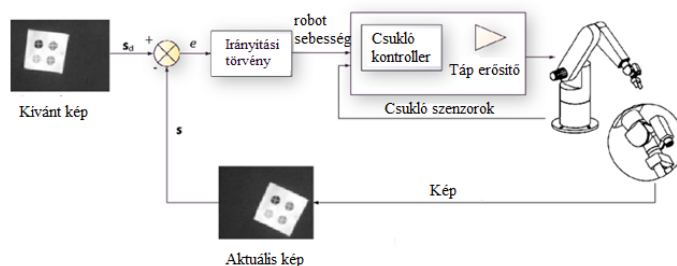 robot
sebesség
s_d
+
e
-
Irányítási
törvény
Csukló
kontroller
Táp erősítő
Kívánt kép
Csukló szenzorok
s
Kép
Aktuális kép